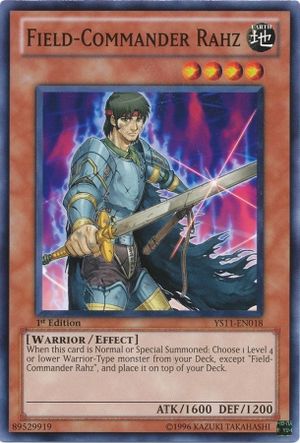 FIELD-COMMANDER RAHZ
EARTH
地
1st Edition
YS11-EN018
[WARRIOR / EFFECT]
When this card is Normal or Special Summoned: Choose 1 Level 4
or lower Warrior-Type monster from your Deck, except "Field-
Commander Rahz", and place it on top of your Deck.
ATK/1600 DEF/1200
89529919
©1996 KAZUKI TAKAHASHI